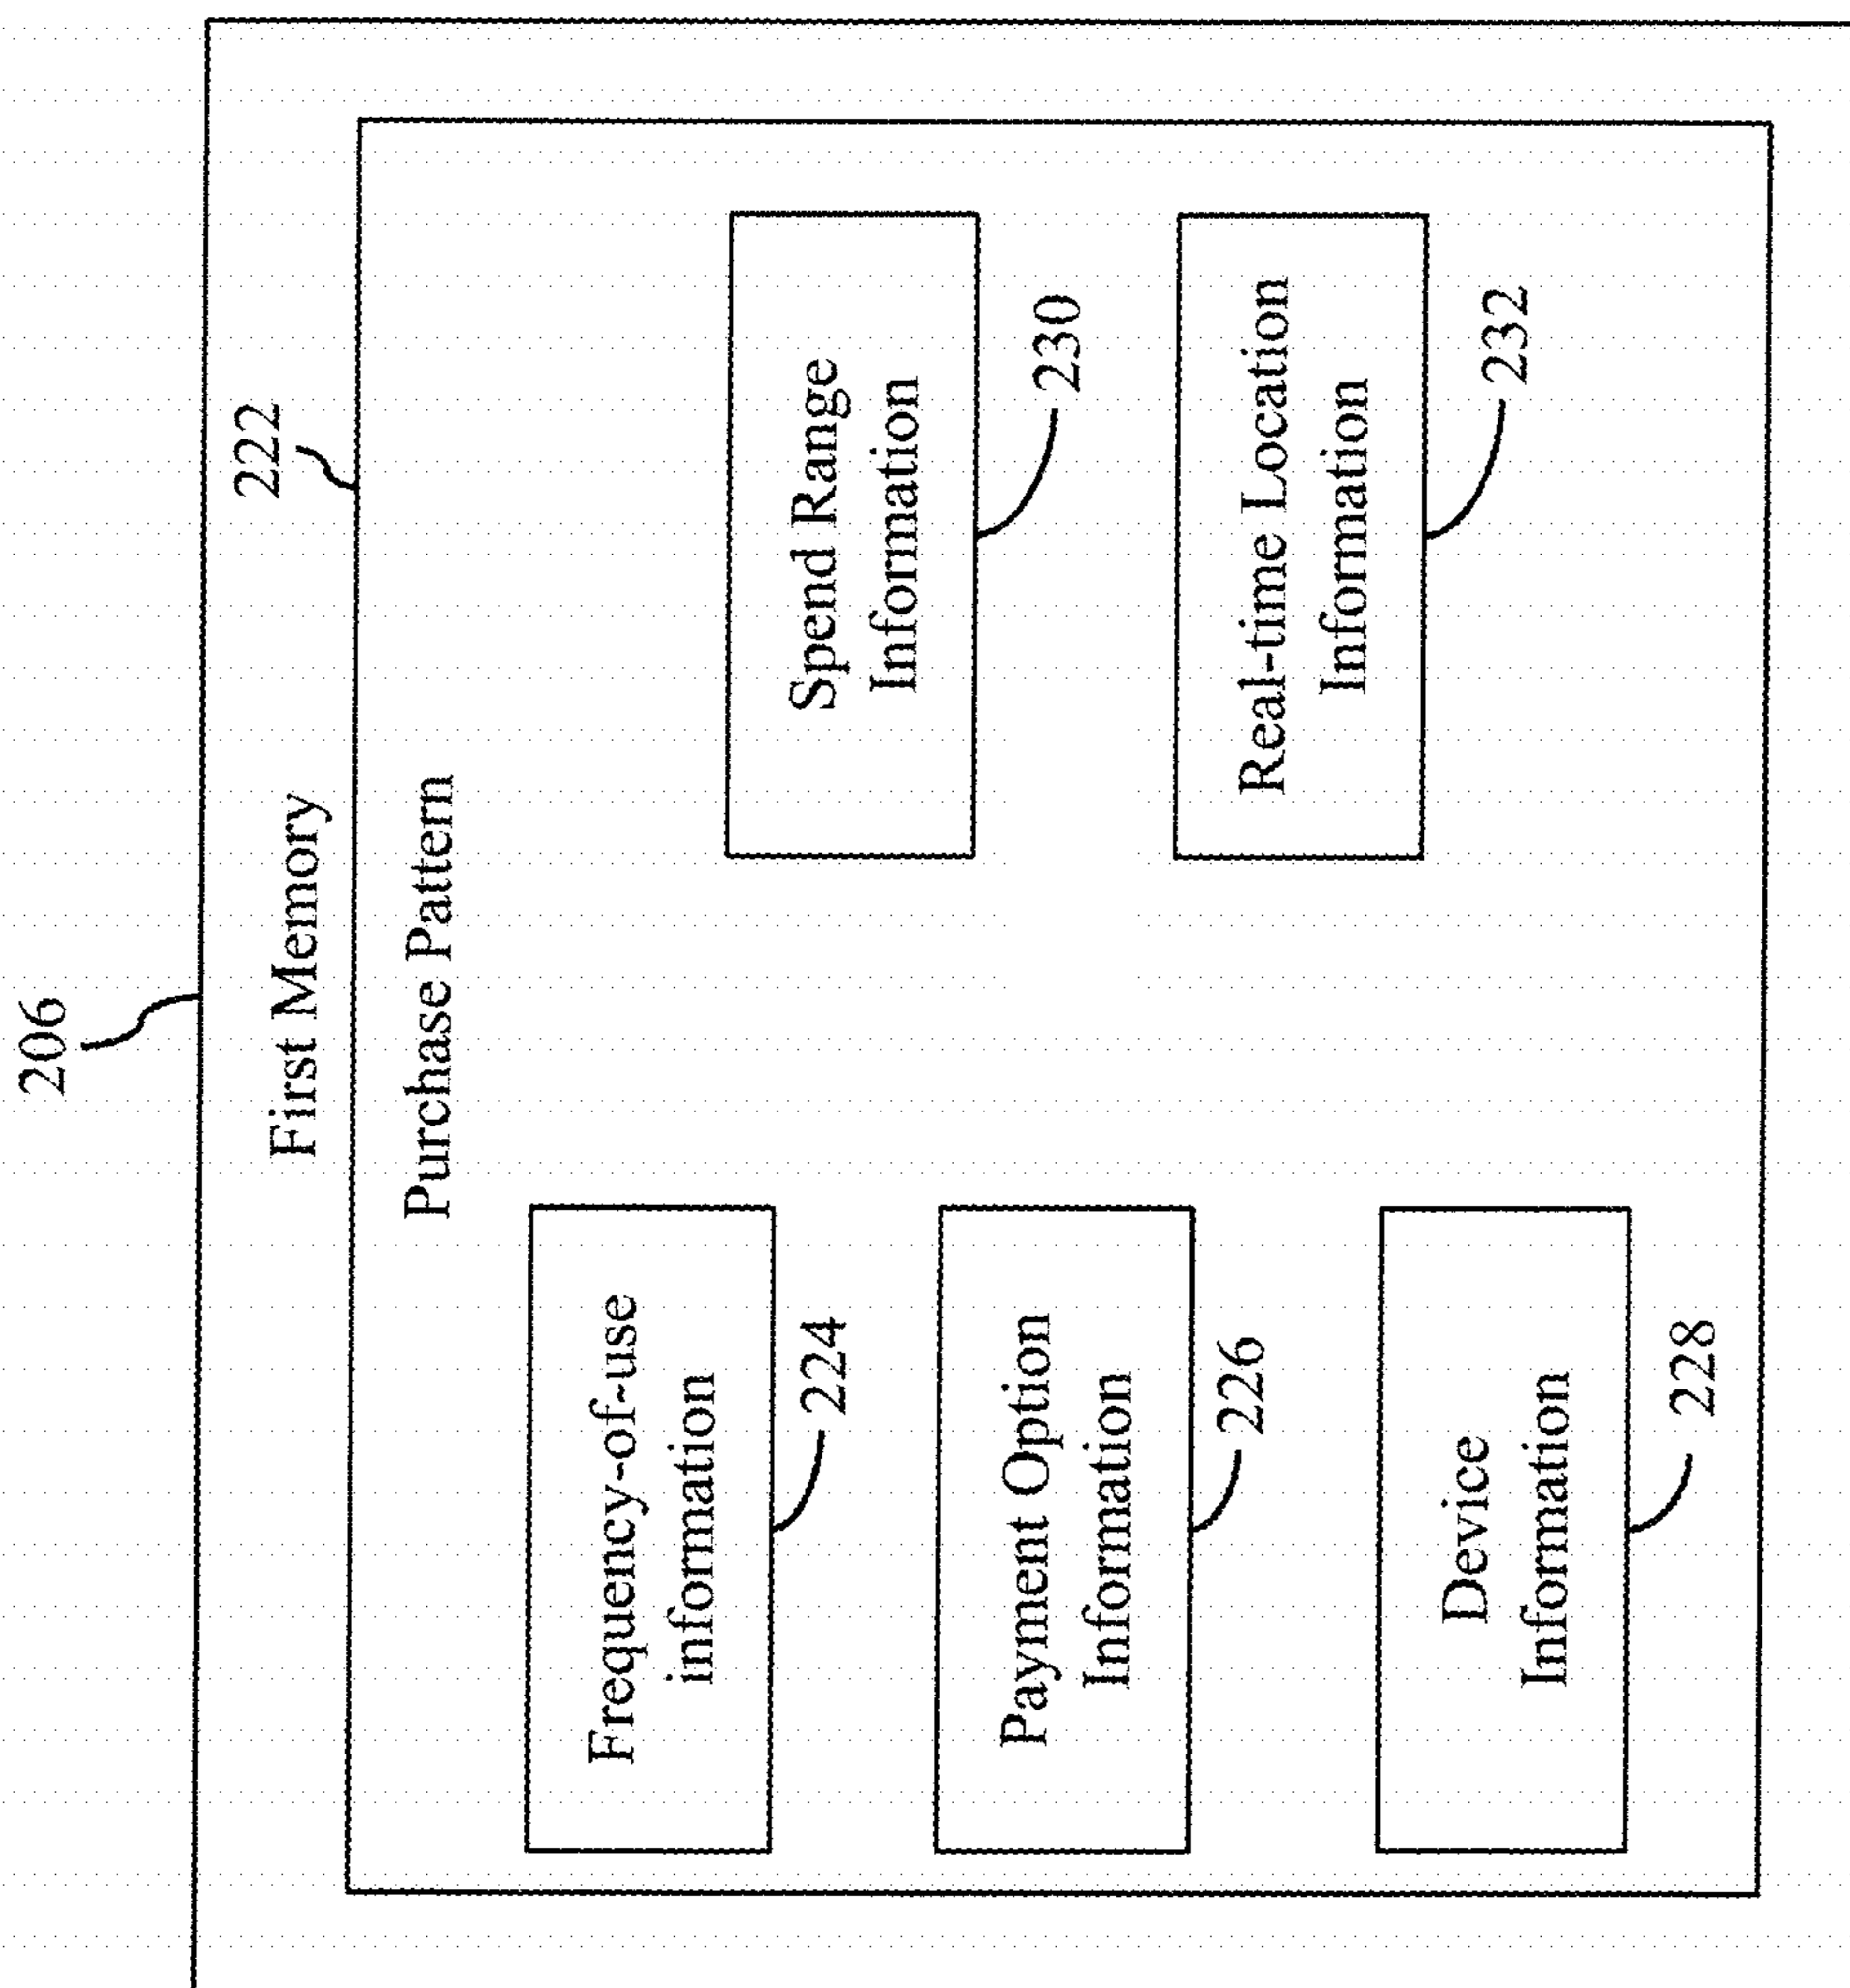 206
First Memory
222
Purchase Pattern
Frequency-of-use
information
224
Payment Option
Information
226
Device
Information
228
Spend Range
Information
230
Real-time Location
Information
232